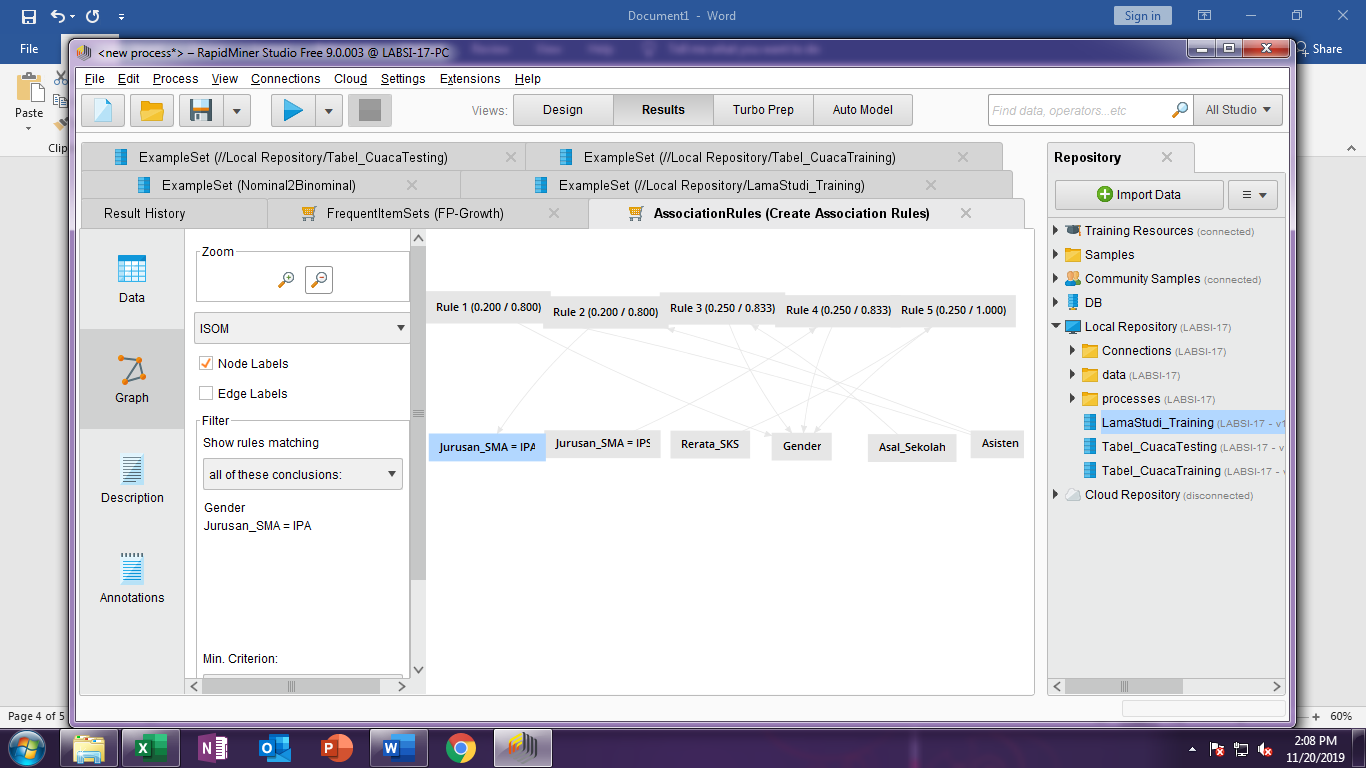 Document1 - Word
Sign in
File
Share
Paste
Clip
<new process*> – RapidMiner Studio Free 9.0.003 @ LABSI-17-PC
File Edit Process View Connections Cloud Settings Extensions Help
Views: Design Results Turbo Prep Auto Model
Find data, operators...etc
All Studio
ExampleSet (//Local Repository/Tabel_CuacaTesting)
ExampleSet (//Local Repository/Tabel_CuacaTraining)
ExampleSet (Nominal2Binominal)
ExampleSet (//Local Repository/LamaStudi_Training)
Result History
FrequentItemSets (FP-Growth)
AssociationRules (Create Association Rules)
Data
Graph
Description
Annotations
Zoom
ISOM
Node Labels
Edge Labels
Filter
Show rules matching
all of these conclusions:
Gender
Jurusan_SMA = IPA
Min. Criterion:
Rule 1 (0.200 / 0.800)
Rule 2 (0.200 / 0.800)
Rule 3 (0.250 / 0.833)
Rule 4 (0.250 / 0.833)
Rule 5 (0.250 / 1.000)
Jurusan_SMA = IPA
Jurusan_SMA = IPS
Rerata_SKS
Gender
Asal_Sekolah
Asisten
Repository
Import Data
Training Resources (connected)
Samples
Community Samples (connected)
DB
Local Repository (LABSI-17)
Connections (LABSI-17)
data (LABSI-17)
processes (LABSI-17)
LamaStudi_Training (LABSI-17 - v1
Tabel_CuacaTesting (LABSI-17 - v
Tabel_CuacaTraining (LABSI-17 - v
Cloud Repository (disconnected)
Page 4 of 5
60%
2:08 PM
11/20/2019